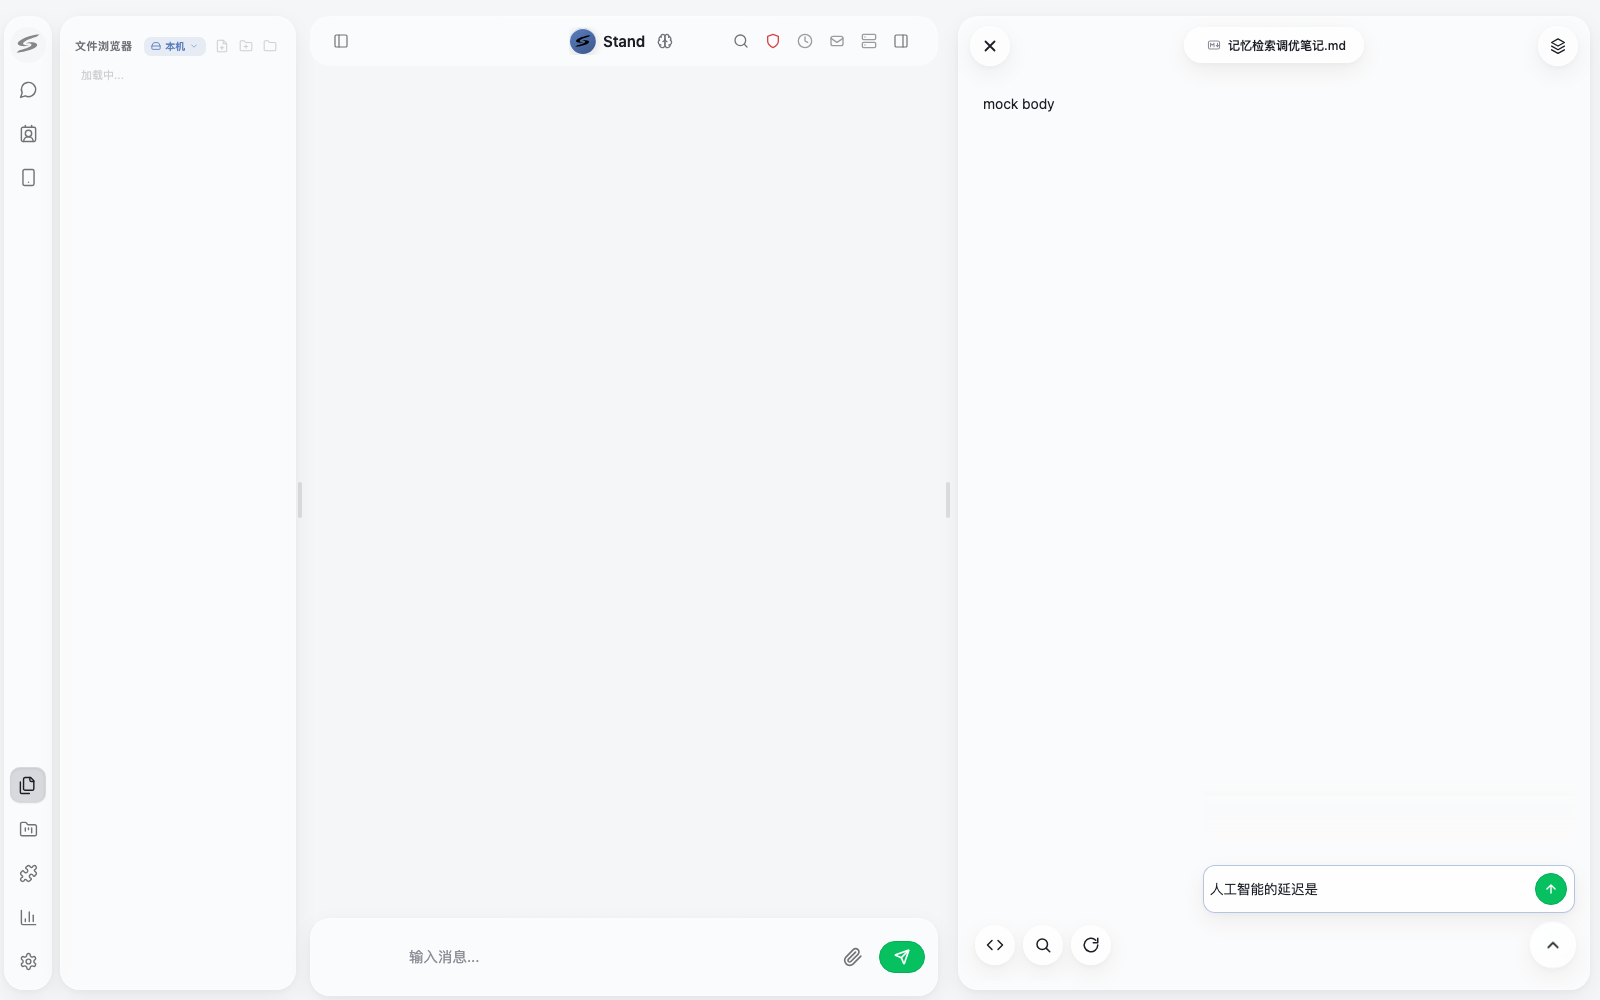 文件浏览器
本机
加载中...
Stand
输入消息...
记忆检索调优笔记.md
mock body
人工智能的延迟是